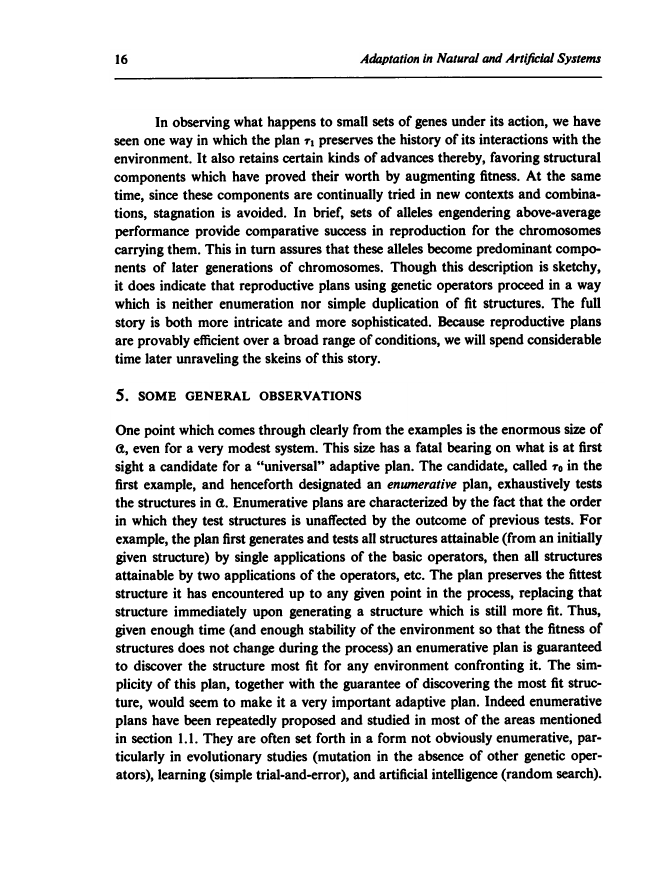 16 Adaptation in Natural and Artificial Systems
In observing what happens to small sets of genes under its action, we have
seen one way in which the plan τ₁ preserves the history of its interactions with the
environment. It also retains certain kinds of advances thereby, favoring structural
components which have proved their worth by augmenting fitness. At the same
time, since these components are continually tried in new contexts and combina-
tions, stagnation is avoided. In brief, sets of alleles engendering above-average
performance provide comparative success in reproduction for the chromosomes
carrying them. This in turn assures that these alleles become predominant compo-
nents of later generations of chromosomes. Though this description is sketchy,
it does indicate that reproductive plans using genetic operators proceed in a way
which is neither enumeration nor simple duplication of fit structures. The full
story is both more intricate and more sophisticated. Because reproductive plans
are provably efficient over a broad range of conditions, we will spend considerable
time later unraveling the skeins of this story.
5. SOME GENERAL OBSERVATIONS
One point which comes through clearly from the examples is the enormous size of
𝒜, even for a very modest system. This size has a fatal bearing on what is at first
sight a candidate for a “universal” adaptive plan. The candidate, called τ₀ in the
first example, and henceforth designated an enumerative plan, exhaustively tests
the structures in 𝒜. Enumerative plans are characterized by the fact that the order
in which they test structures is unaffected by the outcome of previous tests. For
example, the plan first generates and tests all structures attainable (from an initially
given structure) by single applications of the basic operators, then all structures
attainable by two applications of the operators, etc. The plan preserves the fittest
structure it has encountered up to any given point in the process, replacing that
structure immediately upon generating a structure which is still more fit. Thus,
given enough time (and enough stability of the environment so that the fitness of
structures does not change during the process) an enumerative plan is guaranteed
to discover the structure most fit for any environment confronting it. The sim-
plicity of this plan, together with the guarantee of discovering the most fit struc-
ture, would seem to make it a very important adaptive plan. Indeed enumerative
plans have been repeatedly proposed and studied in most of the areas mentioned
in section 1.1. They are often set forth in a form not obviously enumerative, par-
ticularly in evolutionary studies (mutation in the absence of other genetic oper-
ators), learning (simple trial-and-error), and artificial intelligence (random search).